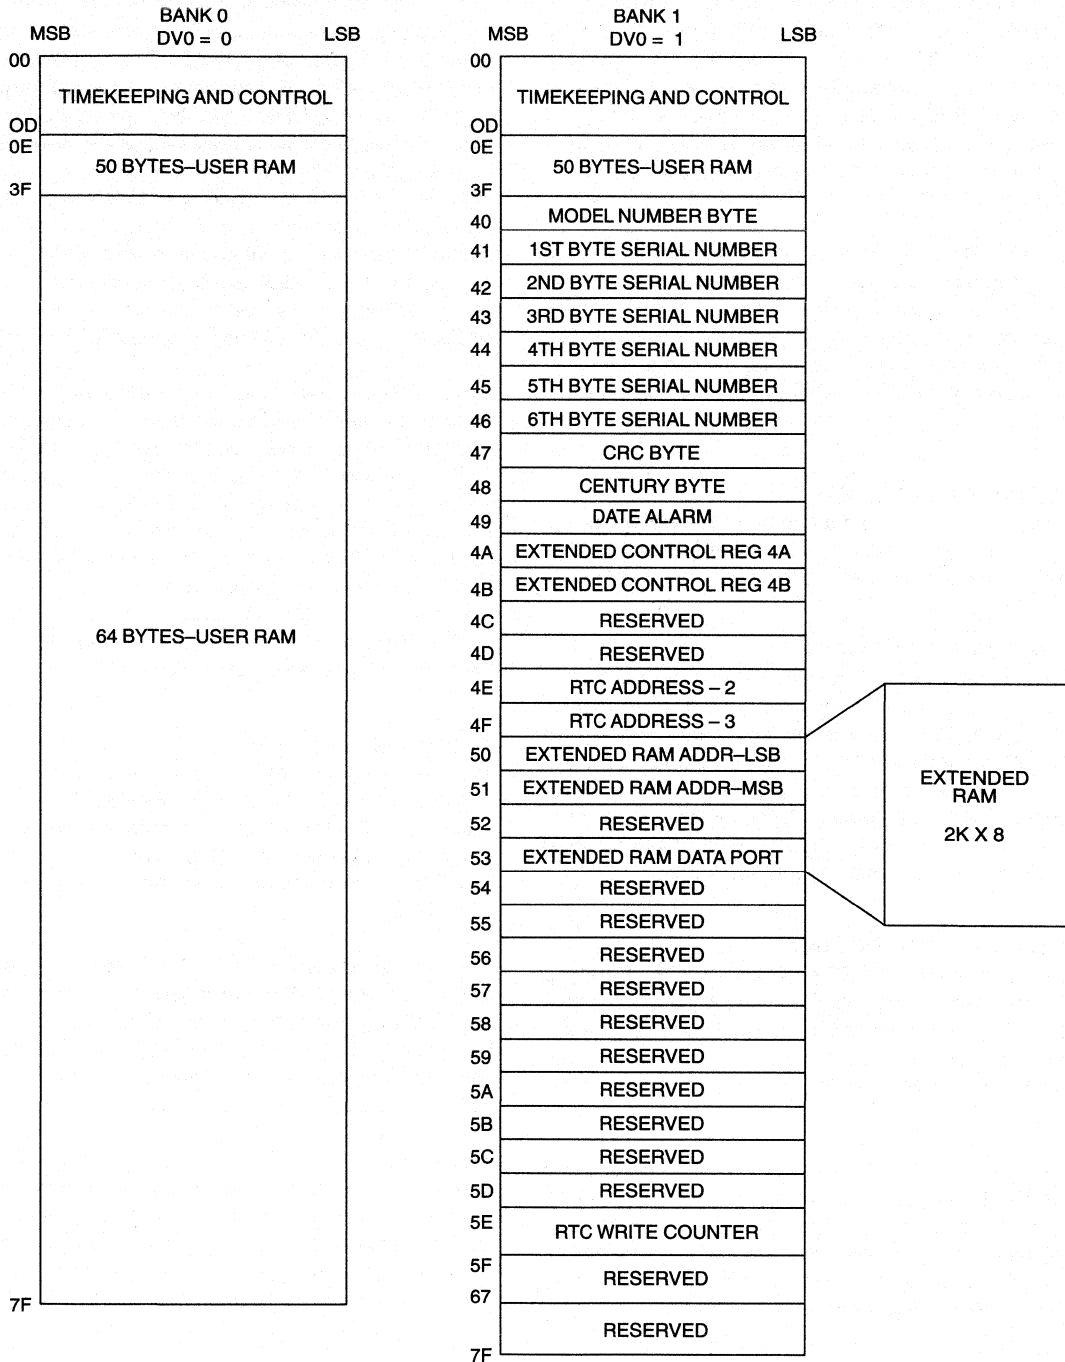 BANK 0
MSB DV0 = 0 LSB
00
TIMEKEEPING AND CONTROL
OD
0E
50 BYTES–USER RAM
3F
64 BYTES–USER RAM
7F
BANK 1
MSB DV0 = 1 LSB
00
TIMEKEEPING AND CONTROL
OD
0E
50 BYTES–USER RAM
3F
40 MODEL NUMBER BYTE
41 1ST BYTE SERIAL NUMBER
42 2ND BYTE SERIAL NUMBER
43 3RD BYTE SERIAL NUMBER
44 4TH BYTE SERIAL NUMBER
45 5TH BYTE SERIAL NUMBER
46 6TH BYTE SERIAL NUMBER
47 CRC BYTE
48 CENTURY BYTE
49 DATE ALARM
4A EXTENDED CONTROL REG 4A
4B EXTENDED CONTROL REG 4B
4C RESERVED
4D RESERVED
4E RTC ADDRESS – 2
4F RTC ADDRESS – 3
50 EXTENDED RAM ADDR–LSB
51 EXTENDED RAM ADDR–MSB
52 RESERVED
53 EXTENDED RAM DATA PORT
54 RESERVED
55 RESERVED
56 RESERVED
57 RESERVED
58 RESERVED
59 RESERVED
5A RESERVED
5B RESERVED
5C RESERVED
5D RESERVED
5E RTC WRITE COUNTER
5F
RESERVED
67
RESERVED
7F
EXTENDED
RAM
2K X 8